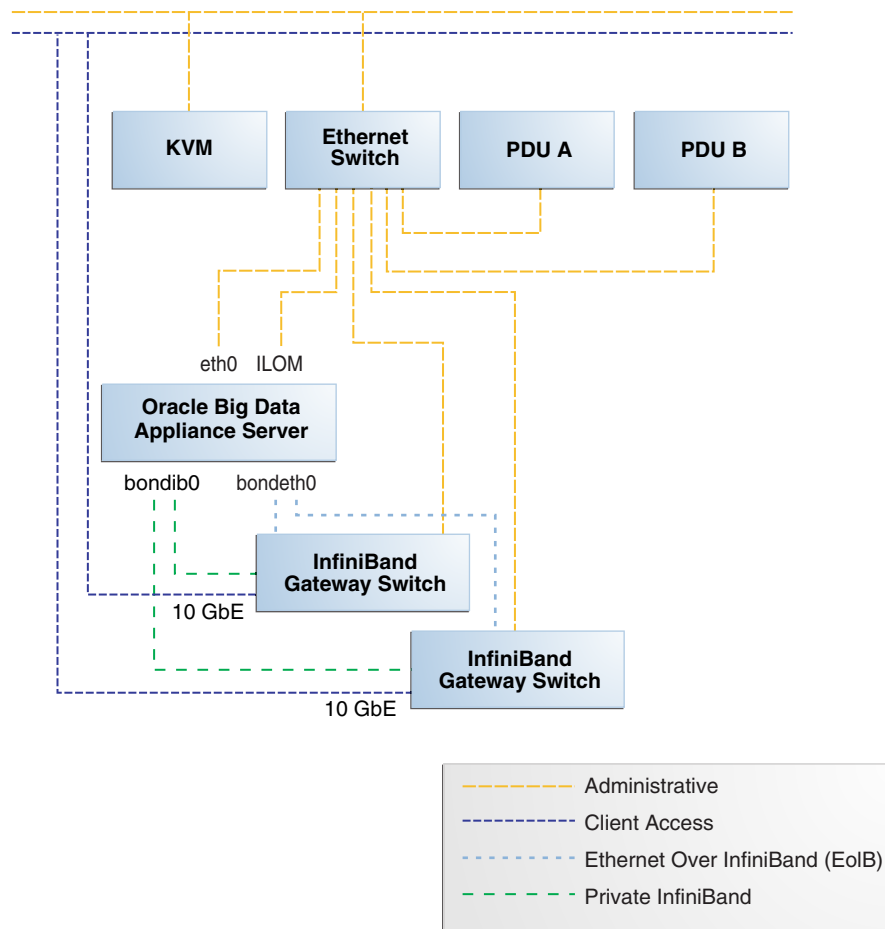 KVM
Ethernet
Switch
PDU A
PDU B
eth0
ILOM
Oracle Big Data
Appliance Server
bondib0
bondeth0
InfiniBand
Gateway Switch
10 GbE
InfiniBand
Gateway Switch
10 GbE
Administrative
Client Access
Ethernet Over InfiniBand (EoIB)
Private InfiniBand